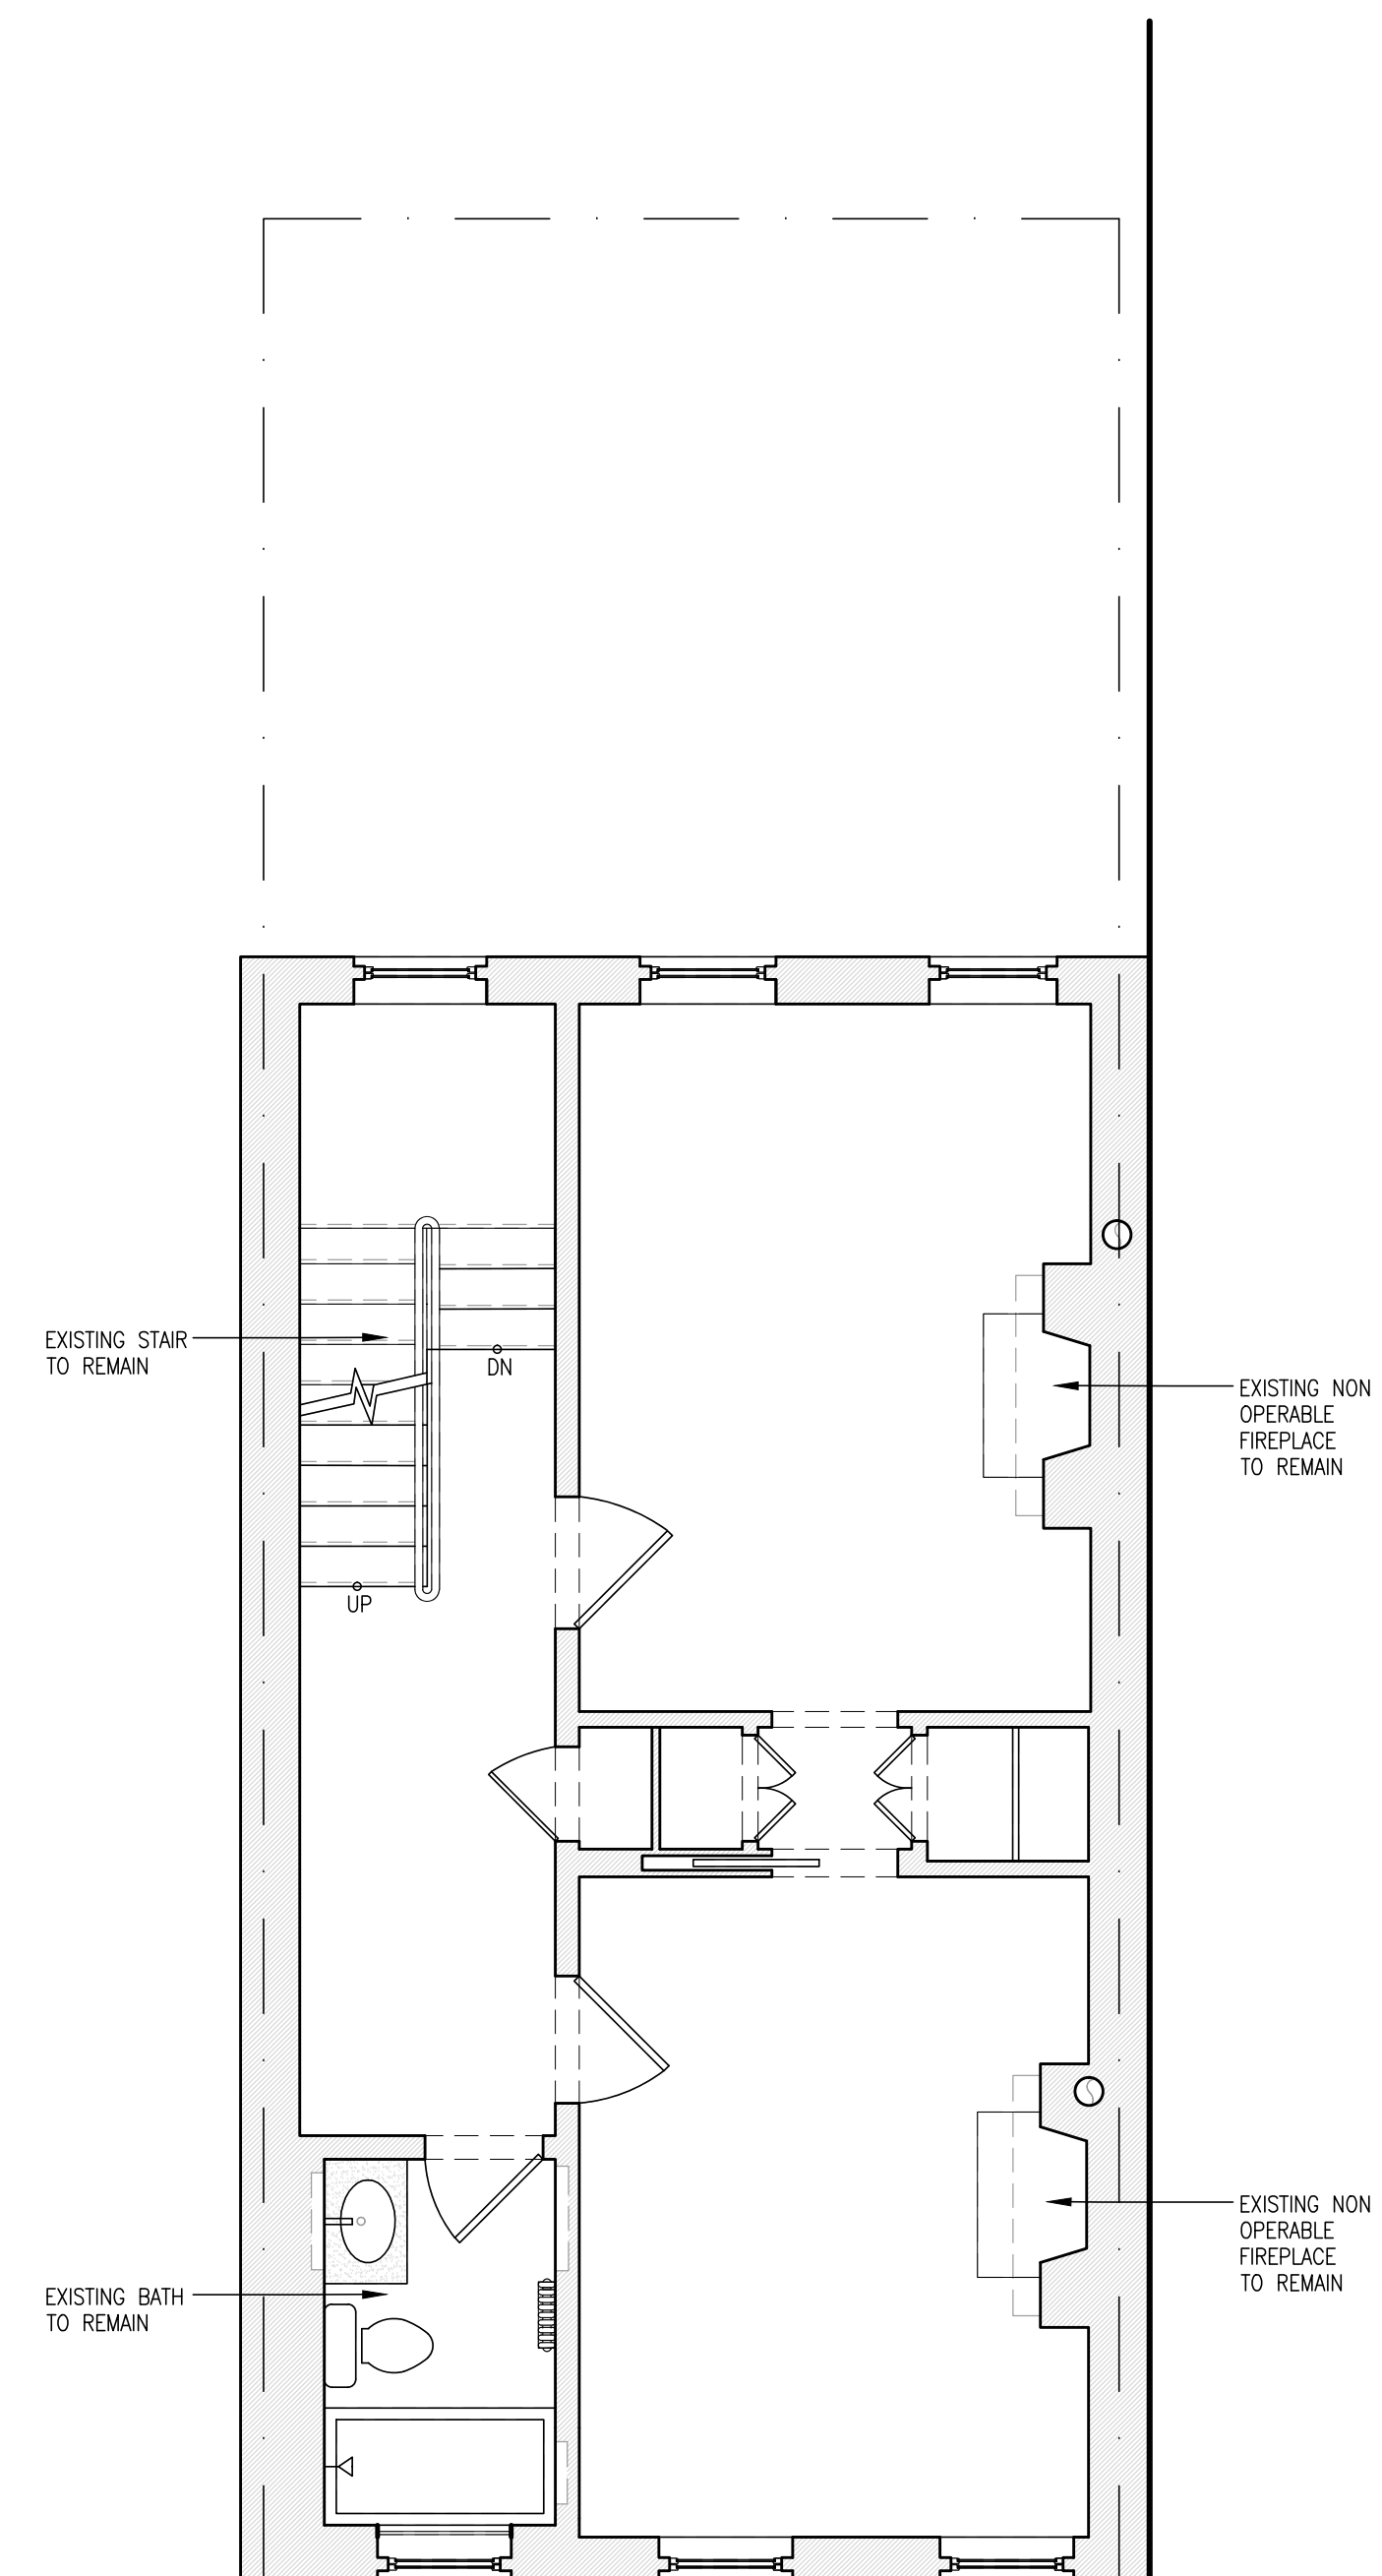 EXISTING STAIR
TO REMAIN
DN
EXISTING NON
OPERABLE
FIREPLACE
TO REMAIN
UP
EXISTING NON
OPERABLE
FIREPLACE
TO REMAIN
EXISTING BATH
TO REMAIN